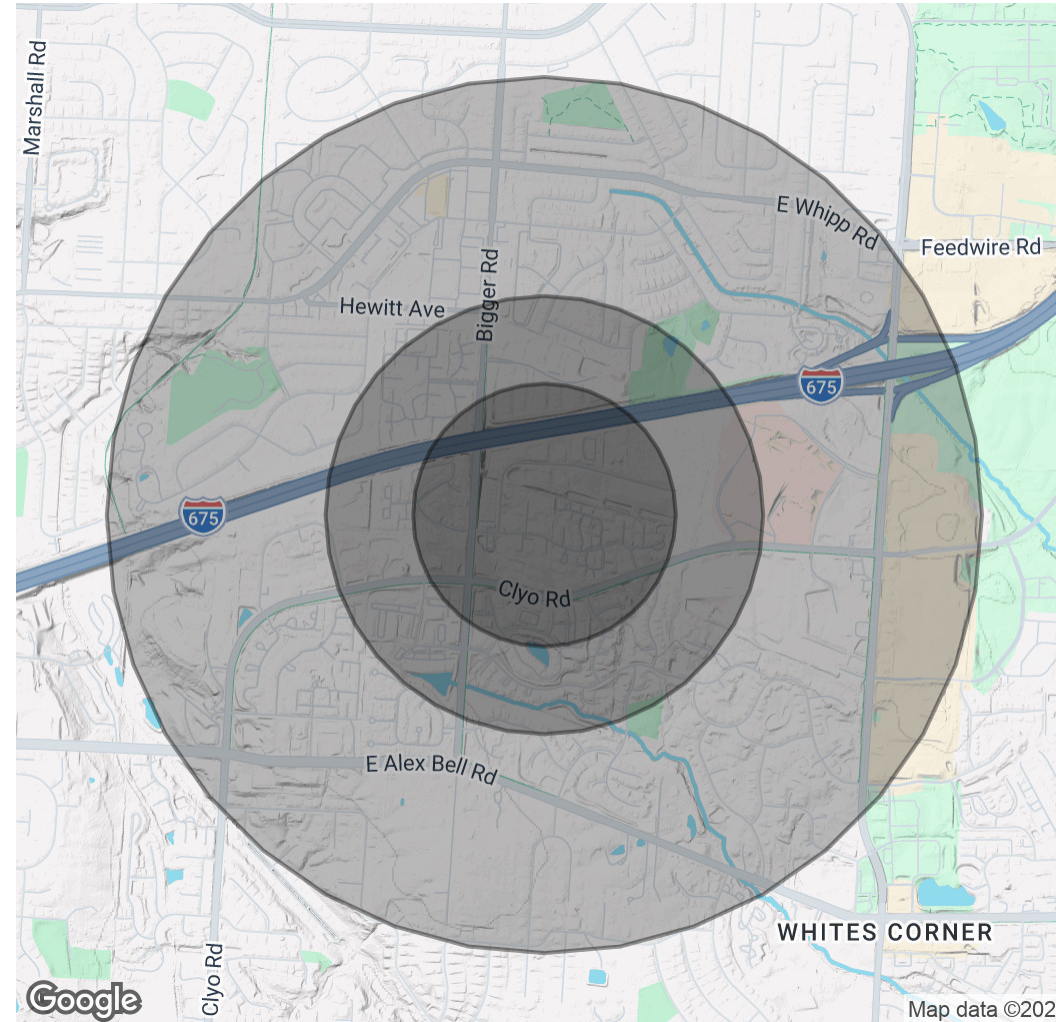 Marshall Rd
E Whipp Rd
Feedwire Rd
Bigger Rd
Hewitt Ave
675
675
Clyo Rd
E Alex Bell Rd
WHITES CORNER
Clyo Rd
Google
Map data ©202